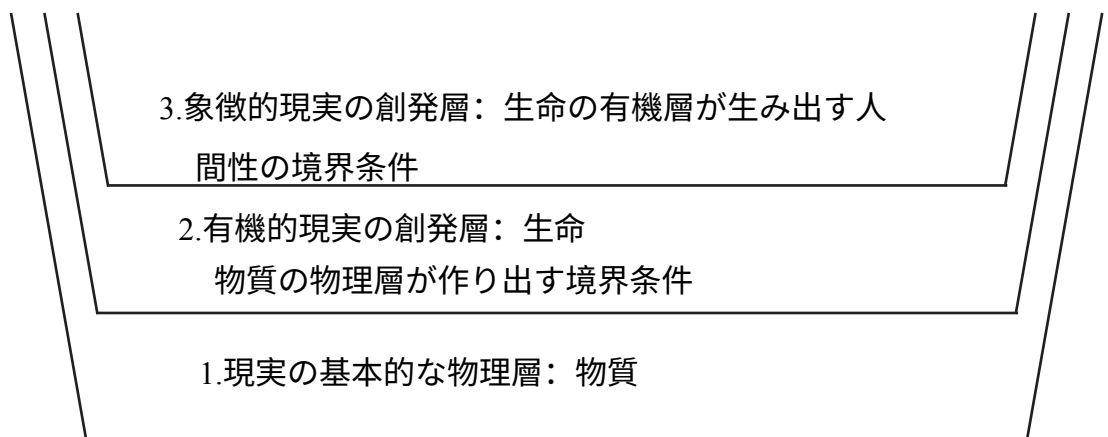 3.象徴的現実の創発層：生命の有機層が生み出す人
間性の境界条件
2.有機的現実の創発層：生命
物質の物理層が作り出す境界条件
1.現実の基本的な物理層：物質